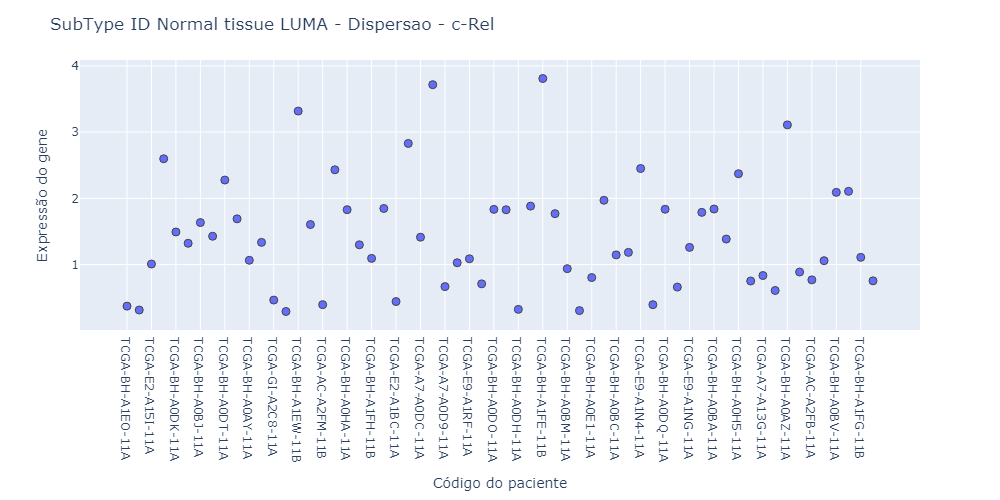 SubType ID Normal tissue LUMA - Dispersao - c-Rel
Expressão do gene
4
3
2
1
TCGA-BH-A1EO-11A
TCGA-E2-A15I-11A
TCGA-BH-A0DK-11A
TCGA-BH-A0BJ-11A
TCGA-BH-A0DT-11A
TCGA-BH-A0AY-11A
TCGA-GI-A2C8-11A
TCGA-BH-A1EW-11B
TCGA-AC-A2FM-11B
TCGA-BH-A0HA-11A
TCGA-BH-A1FH-11B
TCGA-E2-A1BC-11A
TCGA-A7-A0DC-11A
TCGA-A7-A0D9-11A
TCGA-E9-A1RF-11A
TCGA-BH-A0DO-11A
TCGA-BH-A0DH-11A
TCGA-BH-A1FE-11B
TCGA-BH-A0BM-11A
TCGA-BH-A0E1-11A
TCGA-BH-A0BC-11A
TCGA-E9-A1N4-11A
TCGA-BH-A0DQ-11A
TCGA-E9-A1NG-11A
TCGA-BH-A0BA-11A
TCGA-BH-A0H5-11A
TCGA-A7-A13G-11A
TCGA-BH-A0AZ-11A
TCGA-AC-A2FB-11A
TCGA-BH-A0BV-11A
TCGA-BH-A1FG-11B
Código do paciente